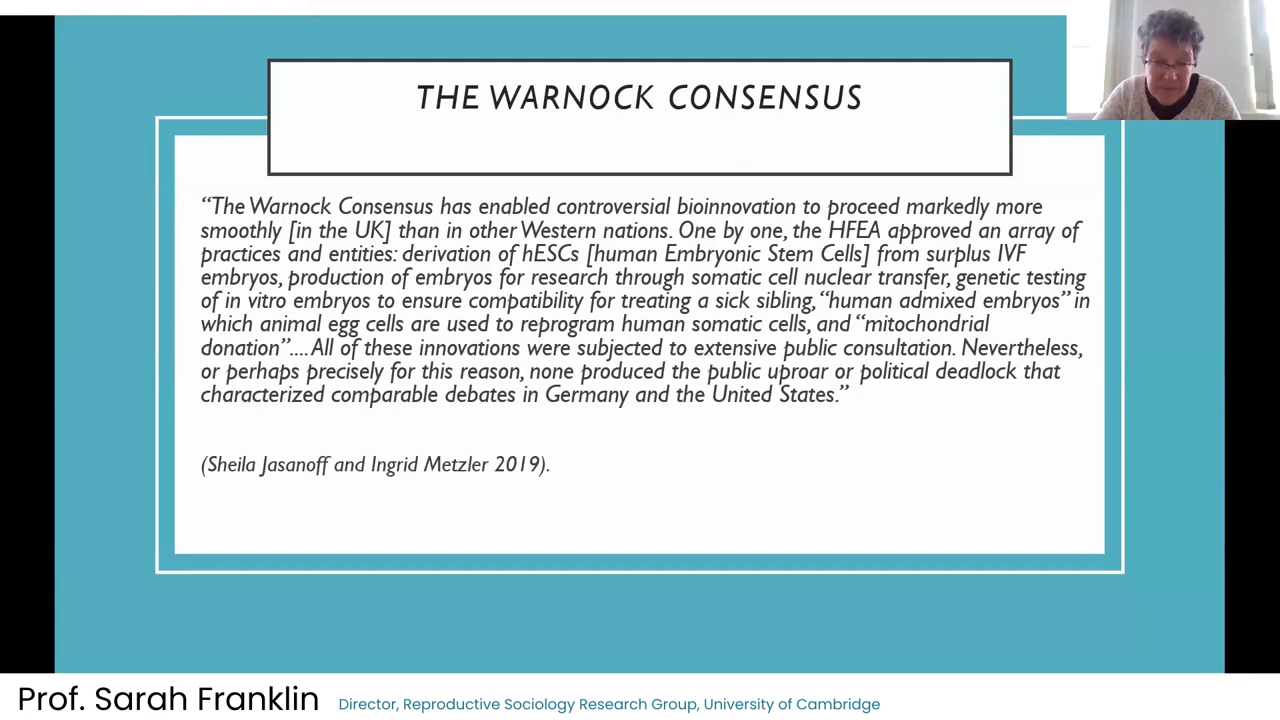 THE WARNOCK CONSENSUS
“The Warnock Consensus has enabled controversial bioinnovation to proceed markedly more
smoothly [in the UK] than in other Western nations. One by one, the HFEA approved an array of
practices and entities: derivation of hESCs [human Embryonic Stem Cells] from surplus IVF
embryos, production of embryos for research through somatic cell nuclear transfer, genetic testing
of in vitro embryos to ensure compatibility for treating a sick sibling, “human admixed embryos” in
which animal egg cells are used to reprogram human somatic cells, and “mitochondrial
donation”.... All of these innovations were subjected to extensive public consultation. Nevertheless,
or perhaps precisely for this reason, none produced the public uproar or political deadlock that
characterized comparable debates in Germany and the United States.”
(Sheila Jasanoff and Ingrid Metzler 2019).
Prof. Sarah Franklin Director, Reproductive Sociology Research Group, University of Cambridge